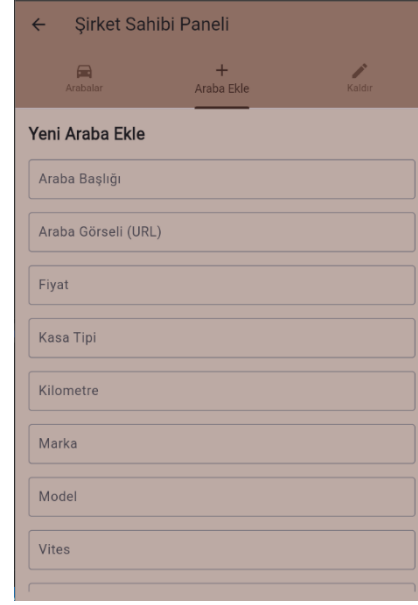 Şirket Sahibi Paneli
Arabalar
Araba Ekle
Kaldır
Yeni Araba Ekle
Araba Başlığı
Araba Görseli (URL)
Fiyat
Kasa Tipi
Kilometre
Marka
Model
Vites